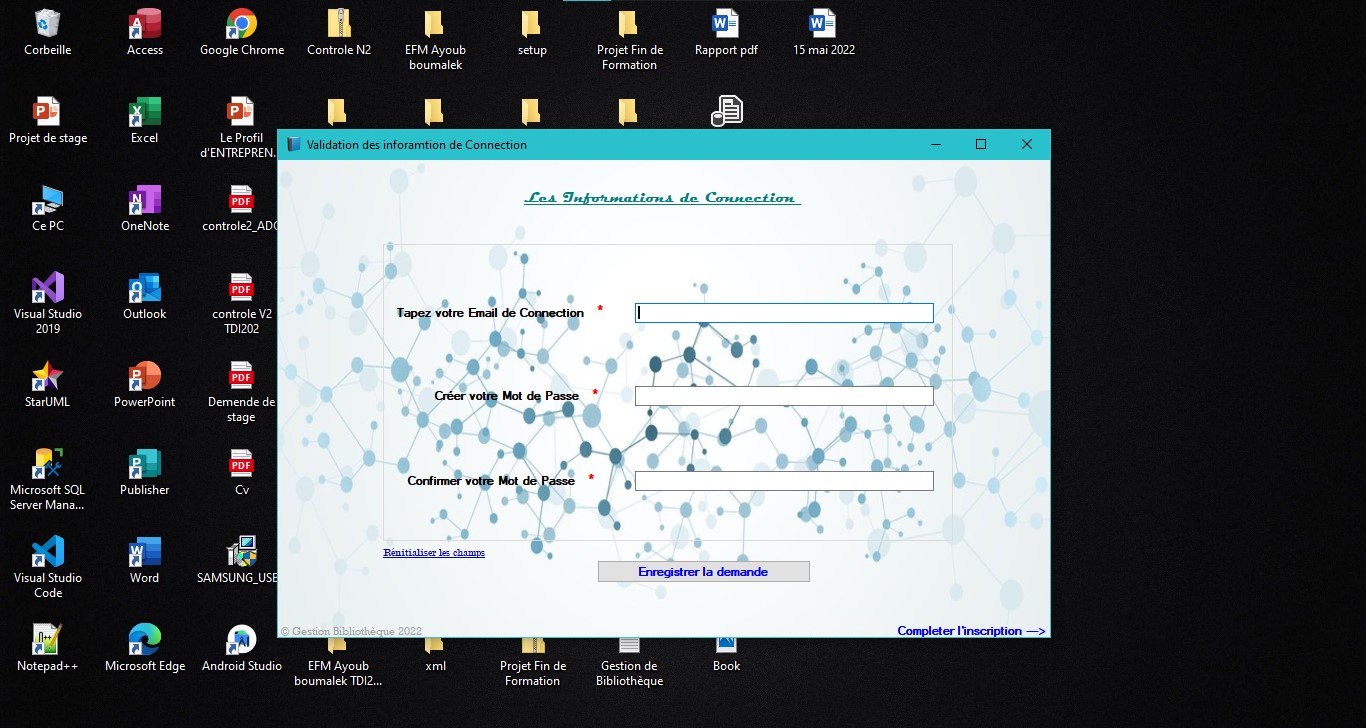 Corbeille
Access
Google Chrome
Controle N2
EFM Ayoub
boumalek
setup
Projet Fin de
Formation
Rapport pdf
15 mai 2022
Projet de stage
Excel
Le Profil
d'ENTREPREN...
Validation des inforamtion de Connection
Les Informations de Connection
Ce PC
OneNote
controle2_ADO
Tapez votre Email de Connection *
Visual Studio
2019
Outlook
controle V2
TDI202
Créer votre Mot de Passe *
StarUML
PowerPoint
Demende de
stage
Confirmer votre Mot de Passe *
Microsoft SQL
Server Mana...
Publisher
Cv
Rénitialiser les champs
Enregistrer la demande
Visual Studio
Code
Word
SAMSUNG_USB
© Gestion Bibliothèque 2022
Completer l'inscription —>
Notepad++
Microsoft Edge
Android Studio
EFM Ayoub
boumalek TDI2...
xml
Projet Fin de
Formation
Gestion de
Bibliothèque
Book